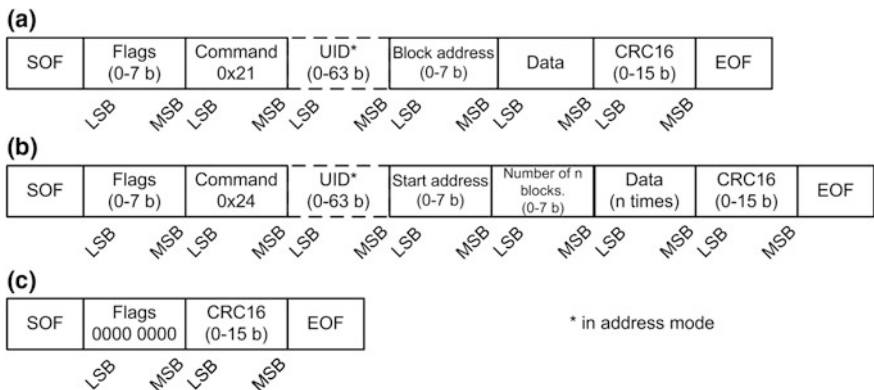 (a)
SOF Flags (0-7 b) Command 0x21 UID* (0-63 b) Block address (0-7 b) Data CRC16 (0-15 b) EOF
LSB MSB LSB MSB LSB MSB LSB MSB LSB MSB LSB MSB
(b)
SOF Flags (0-7 b) Command 0x24 UID* (0-63 b) Start address (0-7 b) Number of n blocks. (0-7 b) Data (n times) CRC16 (0-15 b) EOF
LSB MSB LSB MSB LSB MSB LSB MSB LSB MSB LSB MSB LSB MSB
(c)
SOF Flags 0000 0000 CRC16 (0-15 b) EOF
* in address mode
LSB MSB LSB MSB